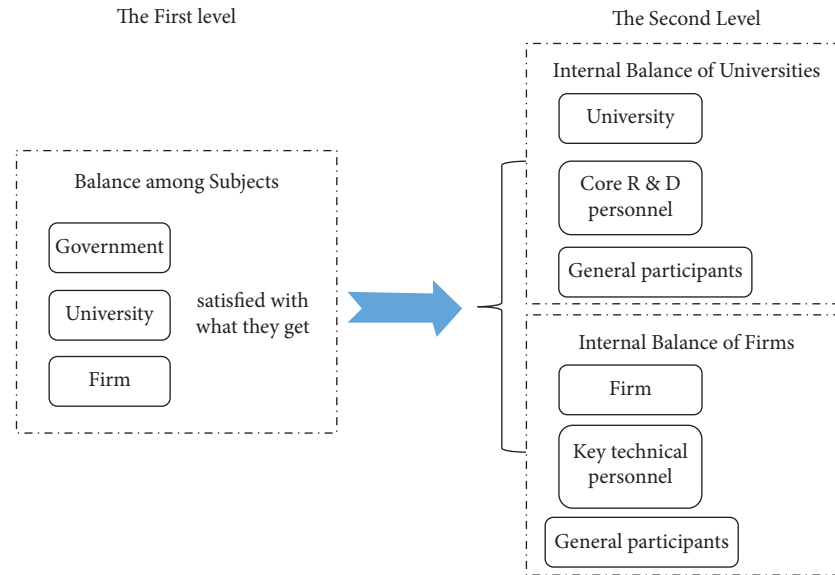 The First level
Balance among Subjects
Government
University
Firm
satisfied with
what they get
The Second Level
Internal Balance of Universities
University
Core R & D
personnel
General participants
Internal Balance of Firms
Firm
Key technical
personnel
General participants